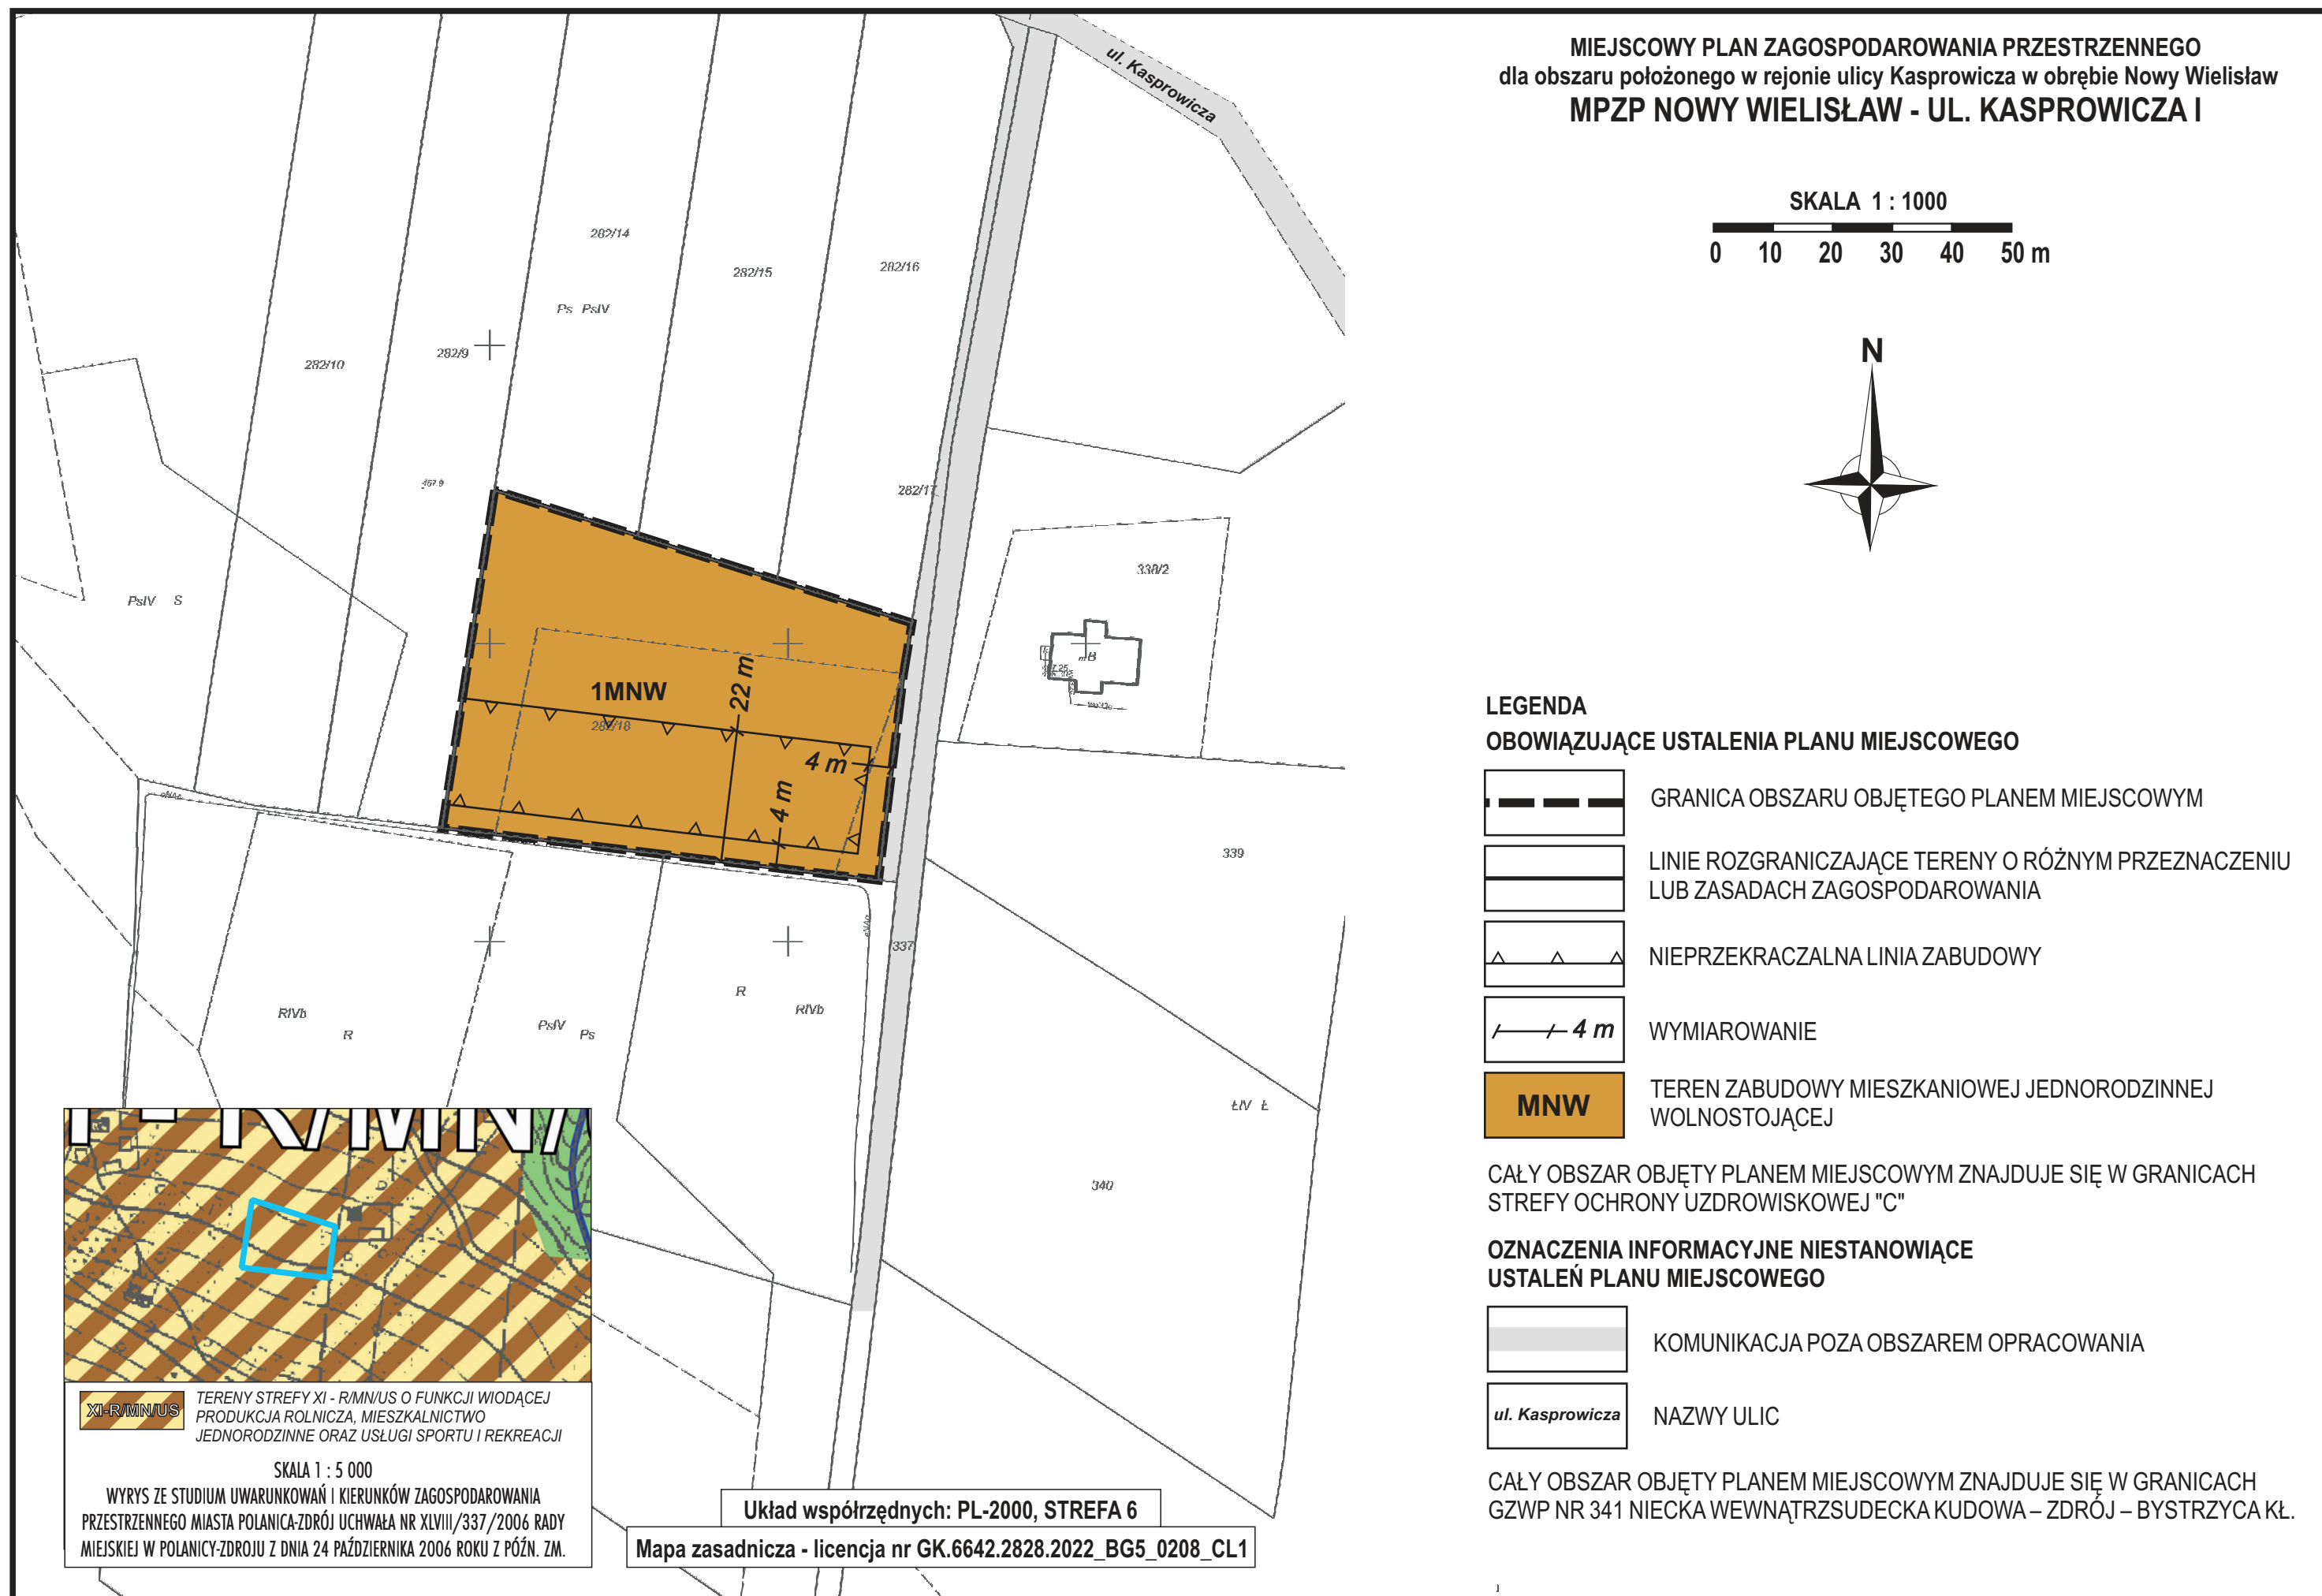 MIEJSCOWY PLAN ZAGOSPODAROWANIA PRZESTRZENNEGO
dla obszaru położonego w rejonie ulicy Kasprowicza w obrębie Nowy Wielisław
MPZP NOWY WIELISŁAW - UL. KASPROWICZA I
SKALA 1 : 1000
0 10 20 30 40 50 m
N
ul. Kasprowicza
282/14
282/15
282/16
Ps PsIV
282/10
282/9
282/17
338/2
PsIV S
mB
1MNW
22 m
282/18
4 m
4 m
339
337
R
RIVb
RIVb
R
PsIV
Ps
ŁIV Ł
340
LEGENDA
OBOWIĄZUJĄCE USTALENIA PLANU MIEJSCOWEGO
GRANICA OBSZARU OBJĘTEGO PLANEM MIEJSCOWYM
LINIE ROZGRANICZAJĄCE TERENY O RÓŻNYM PRZEZNACZENIU
LUB ZASADACH ZAGOSPODAROWANIA
NIEPRZEKRACZALNA LINIA ZABUDOWY
4 m WYMIAROWANIE
MNW
TEREN ZABUDOWY MIESZKANIOWEJ JEDNORODZINNEJ
WOLNOSTOJĄCEJ
CAŁY OBSZAR OBJĘTY PLANEM MIEJSCOWYM ZNAJDUJE SIĘ W GRANICACH
STREFY OCHRONY UZDROWISKOWEJ "C"
OZNACZENIA INFORMACYJNE NIESTANOWIĄCE
USTALEŃ PLANU MIEJSCOWEGO
KOMUNIKACJA POZA OBSZAREM OPRACOWANIA
ul. Kasprowicza NAZWY ULIC
CAŁY OBSZAR OBJĘTY PLANEM MIEJSCOWYM ZNAJDUJE SIĘ W GRANICACH
GZWP NR 341 NIECKA WEWNĄTRZSUDECKA KUDOWA – ZDRÓJ – BYSTRZYCA KŁ.
I - R/MN/
XI-R/MN/US
TERENY STREFY XI - R/MN/US O FUNKCJI WIODĄCEJ
PRODUKCJA ROLNICZA, MIESZKALNICTWO
JEDNORODZINNE ORAZ USŁUGI SPORTU I REKREACJI
SKALA 1 : 5 000
WYRYS ZE STUDIUM UWARUNKOWAŃ I KIERUNKÓW ZAGOSPODAROWANIA
PRZESTRZENNEGO MIASTA POLANICA-ZDRÓJ UCHWAŁA NR XLVIII/337/2006 RADY
MIEJSKIEJ W POLANICY-ZDROJU Z DNIA 24 PAŹDZIERNIKA 2006 ROKU Z PÓŹN. ZM.
Układ współrzędnych: PL-2000, STREFA 6
Mapa zasadnicza - licencja nr GK.6642.2828.2022_BG5_0208_CL1